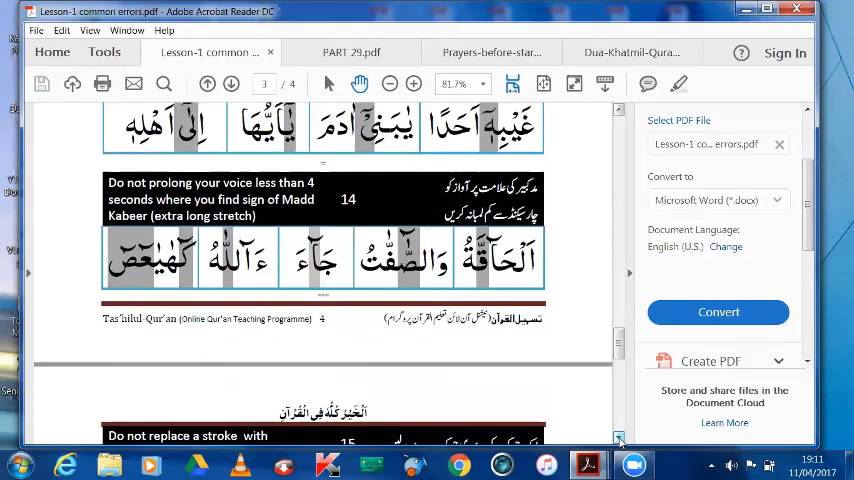 Lesson-1 common errors.pdf - Adobe Acrobat Reader DC
File Edit View Window Help
Home Tools Lesson-1 common ... × PART 29.pdf Prayers-before-star... Dua-Khatmil-Qura... Sign In
3 / 4 81.7%
غَيْبِهٖٓ اَحَدًا يٰبَنِىْٓ اٰدَمَ يٰٓاَيُّهَا اِلٰٓى اَهْلِهٖ
Do not prolong your voice less than 4
seconds where you find sign of Madd
Kabeer (extra long stretch)
14
مد کبیر کی علامت پر آواز کو
چار سیکنڈ سے کم لمبا نہ کریں
اَلْحَآقَّةُ وَالصّٰٓفّٰتُ جَآءَ ءَآللّٰهُ كٓهٰيٰعٓصٓ
Tas'hilul-Qur'an (Online Qur'an Teaching Programme) 4
تسہیل القرآن (نیشنل آن لائن تعلیم القرآن پروگرام)
اَلْخَيْرُ كُلُّهٗ فِى الْقُرْآنِ
Do not replace a stroke with
15
Select PDF File
Lesson-1 co... errors.pdf ×
Convert to
Microsoft Word (*.docx)
Document Language:
English (U.S.) Change
Convert
Create PDF
Store and share files in the
Document Cloud
Learn More
19:11
11/04/2017